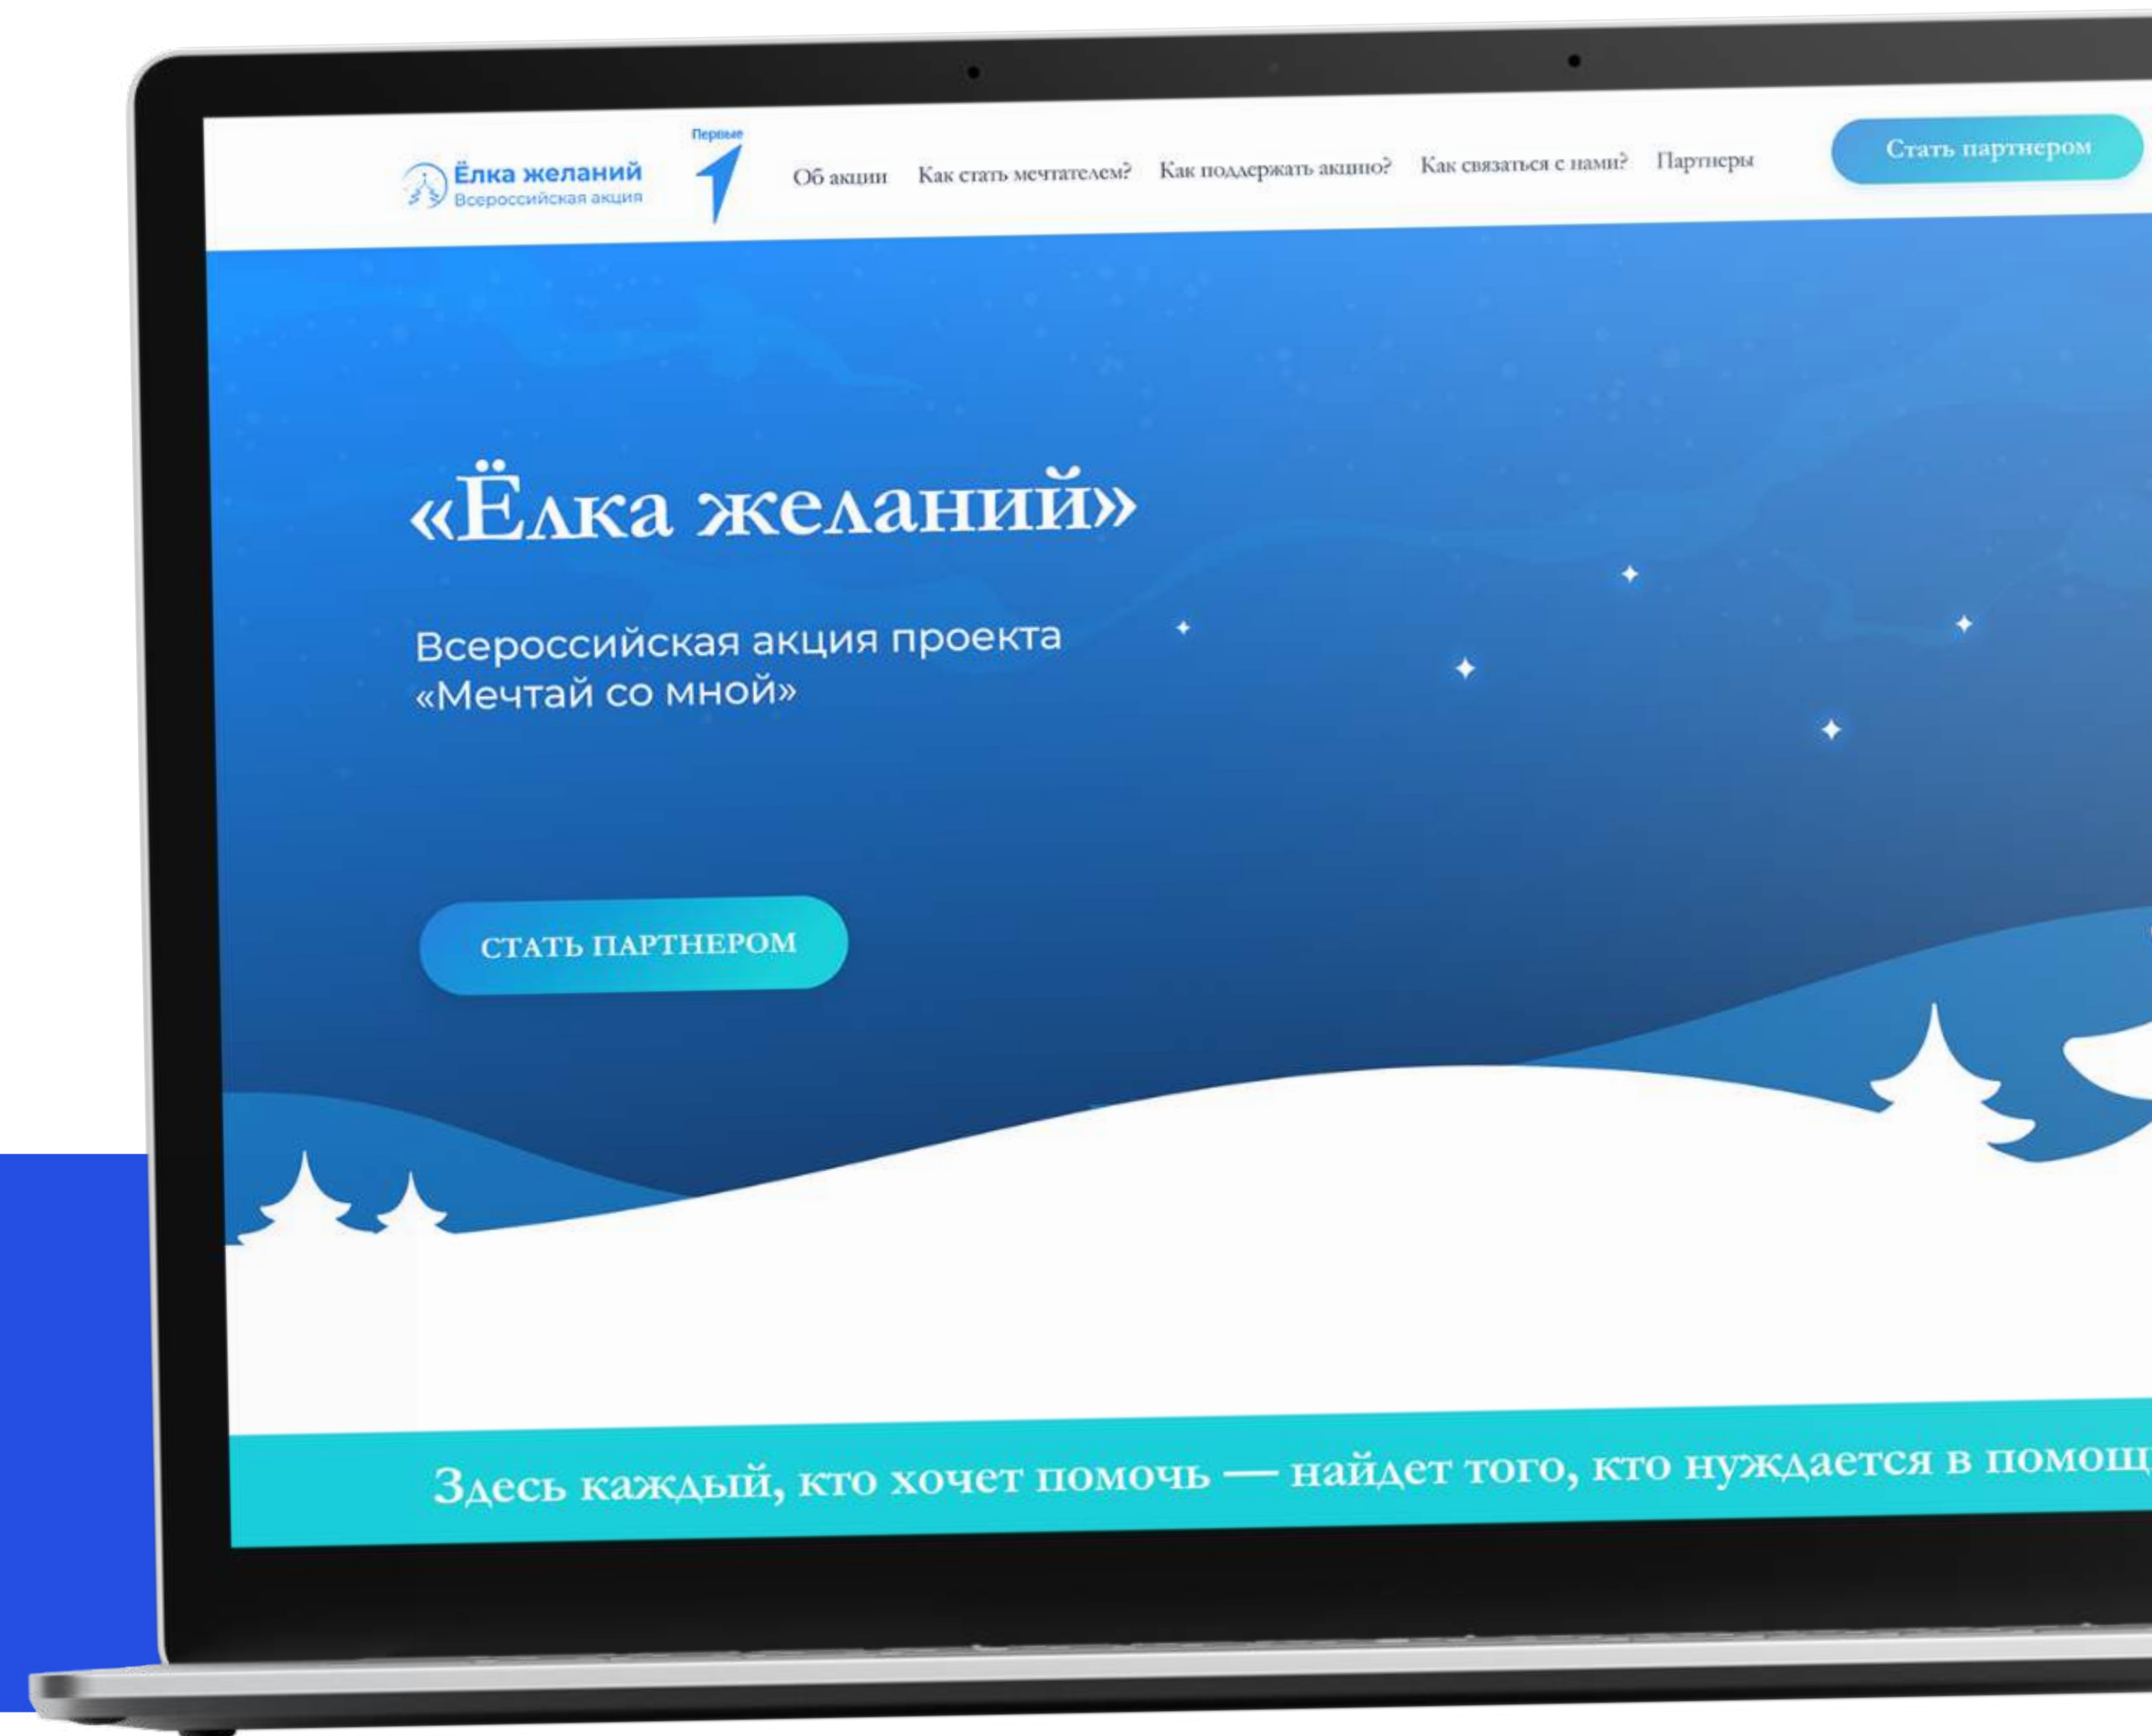 Ёлка желаний
Всероссийская акция
Первые
Об акции Как стать мечтателем? Как поддержать акцию? Как связаться с нами? Партнеры
Стать партнером
«Ёлка желаний»
Всероссийская акция проекта
«Мечтай со мной»
СТАТЬ ПАРТНЕРОМ
Здесь каждый, кто хочет помочь — найдет того, кто нуждается в помощ